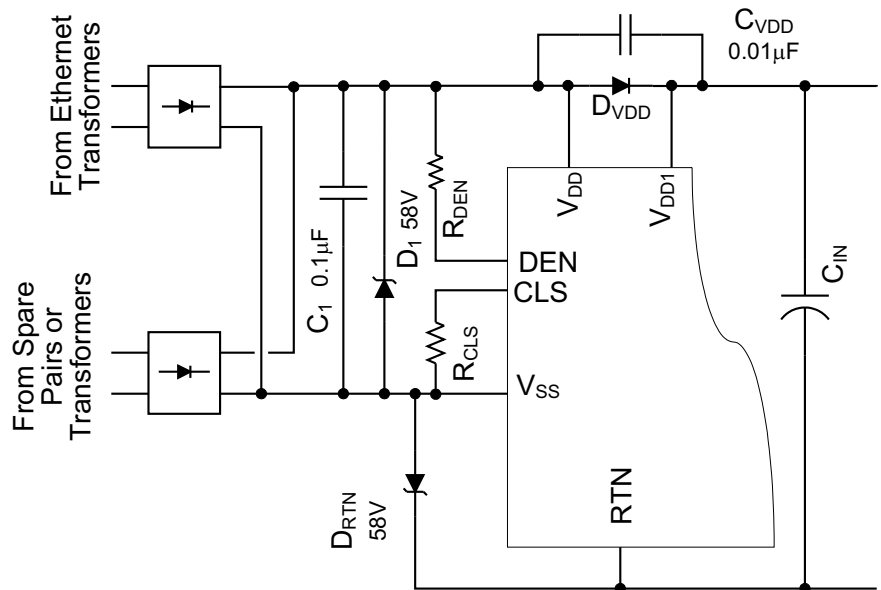 From Ethernet
Transformers
From Spare
Pairs or
Transformers
C1 0.1μF
D1 58V
RDEN
RCLS
DRTN
58V
CVDD
0.01μF
DVDD
VDD
VDD1
DEN
CLS
VSS
RTN
CIN